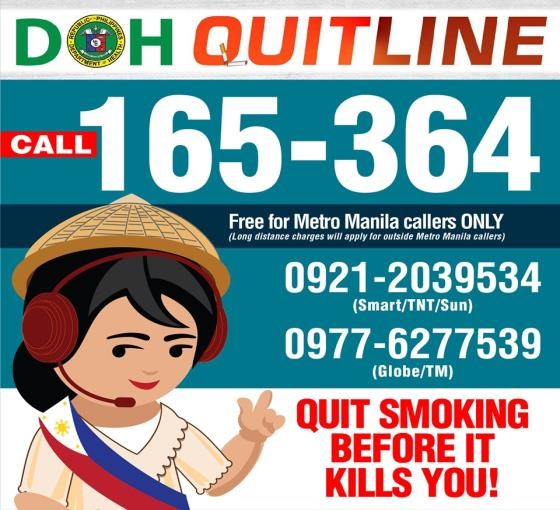 DOH QUITLINE
REPUBLIC PHILIPPINES
DEPARTMENT OF HEALTH
CALL 165-364
Free for Metro Manila callers ONLY
(Long distance charges will apply for outside Metro Manila callers)
0921-2039534
(Smart/TNT/Sun)
0977-6277539
(Globe/TM)
QUIT SMOKING
BEFORE IT
KILLS YOU!